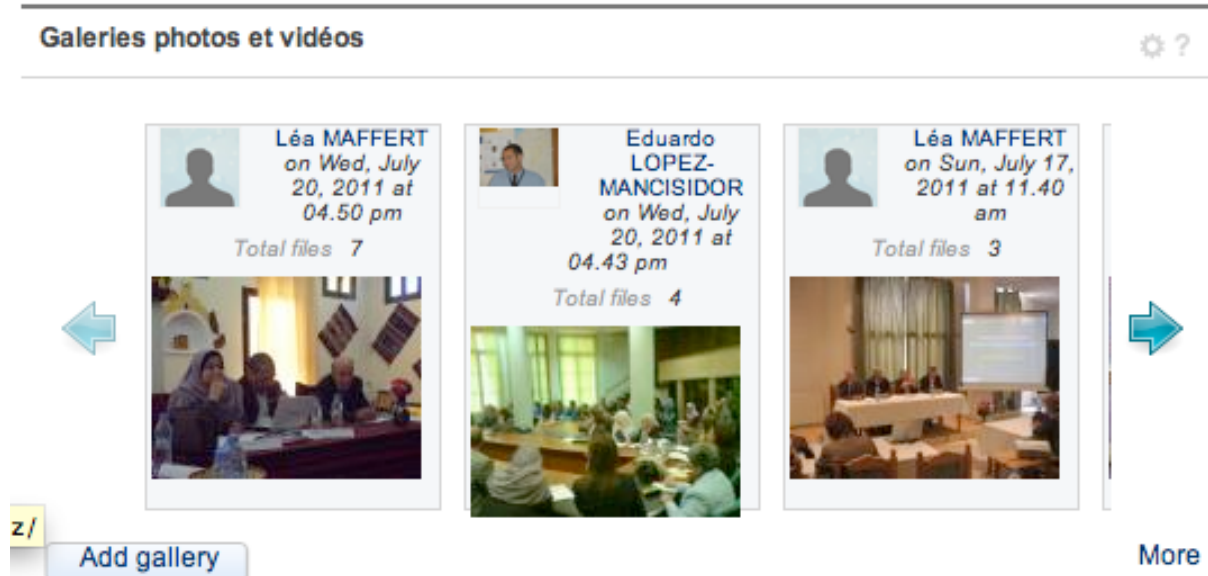 Galeries photos et vidéos
?
Léa MAFFERT
on Wed, July
20, 2011 at
04.50 pm
Total files 7
Eduardo
LOPEZ-
MANCISIDOR
on Wed, July
20, 2011 at
04.43 pm
Total files 4
Léa MAFFERT
on Sun, July 17,
2011 at 11.40
am
Total files 3
z/
Add gallery
More